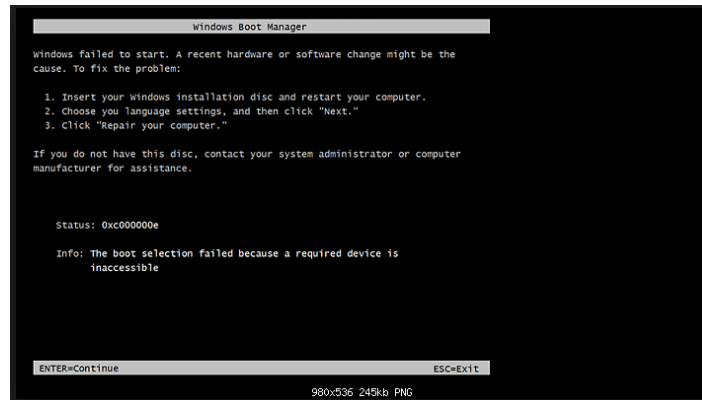 Windows Boot Manager
Windows failed to start. A recent hardware or software change might be the
cause. To fix the problem:
1. Insert your Windows installation disc and restart your computer.
2. Choose you language settings, and then click "Next."
3. Click "Repair your computer."
If you do not have this disc, contact your system administrator or computer
manufacturer for assistance.
Status: 0xc000000e
Info: The boot selection failed because a required device is
inaccessible
ENTER=Continue ESC=Exit
980x536 245kb PNG